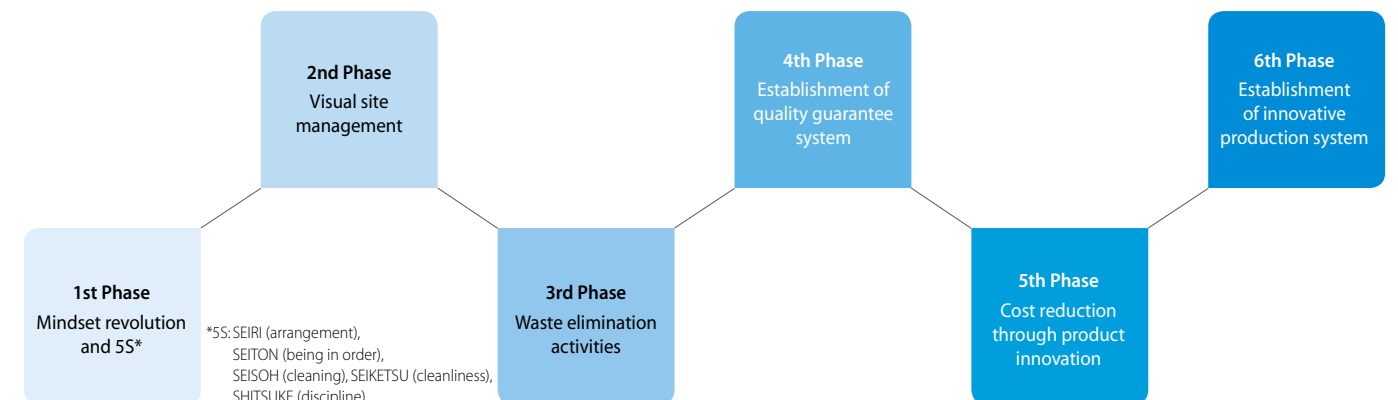 1st Phase
Mindset revolution
and 5S*
*5S: SEIRI (arrangement),
SEITON (being in order),
SEISOH (cleaning), SEIKETSU (cleanliness),
SHITSUKE (discipline)
2nd Phase
Visual site
management
3rd Phase
Waste elimination
activities
4th Phase
Establishment of
quality guarantee
system
5th Phase
Cost reduction
through product
innovation
6th Phase
Establishment
of innovative
production system